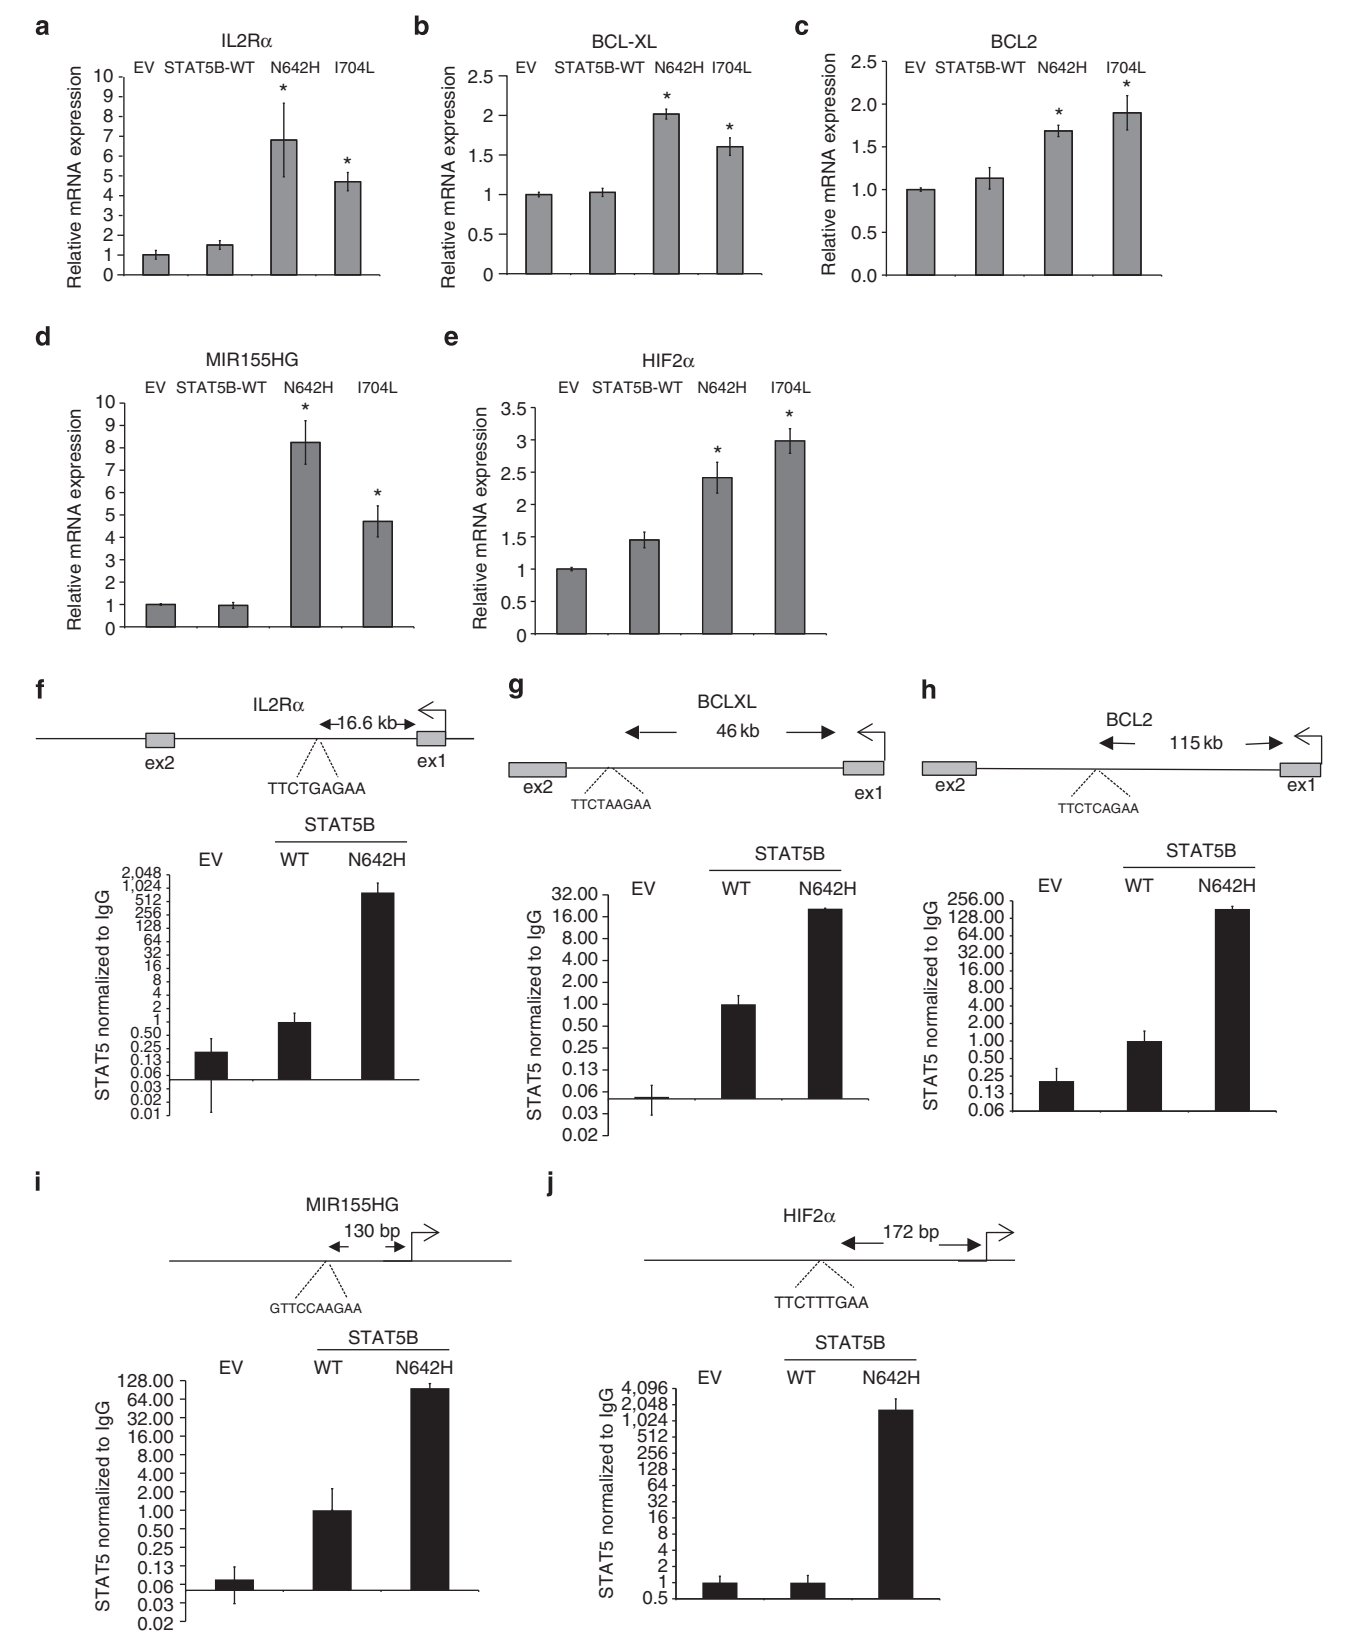 a
IL2Rα
EV STAT5B-WT N642H I704L
Relative mRNA expression
10
9
8
7
6
5
4
3
2
1
0
*
*
b
BCL-XL
EV STAT5B-WT N642H I704L
Relative mRNA expression
2.5
2
1.5
1
0.5
0
*
*
c
BCL2
EV STAT5B-WT N642H I704L
Relative mRNA expression
2.5
2.0
1.5
1.0
0.5
0.0
*
*
d
MIR155HG
EV STAT5B-WT N642H I704L
Relative mRNA expression
10
9
8
7
6
5
4
3
2
1
0
*
*
e
HIF2α
EV STAT5B-WT N642H I704L
Relative mRNA expression
3.5
3
2.5
2
1.5
1
0.5
0
*
*
f
IL2Rα
16.6 kb
ex2
ex1
TTCTGAGAA
STAT5B
EV WT N642H
STAT5 normalized to IgG
2,048
1,024
512
256
128
64
32
16
8
4
2
1
0.50
0.25
0.13
0.06
0.03
0.02
0.01
g
BCLXL
46 kb
ex2
ex1
TTCTAAGAA
STAT5B
EV WT N642H
STAT5 normalized to IgG
32.00
16.00
8.00
4.00
2.00
1.00
0.50
0.25
0.13
0.06
0.03
0.02
h
BCL2
115 kb
ex2
ex1
TTCTCAGAA
STAT5B
EV WT N642H
STAT5 normalized to IgG
256.00
128.00
64.00
32.00
16.00
8.00
4.00
2.00
1.00
0.50
0.25
0.13
0.06
i
MIR155HG
130 bp
GTTCCAAGAA
STAT5B
EV WT N642H
STAT5 normalized to IgG
128.00
64.00
32.00
16.00
8.00
4.00
2.00
1.00
0.50
0.25
0.13
0.06
0.03
0.02
j
HIF2α
172 bp
TTCTTTGAA
STAT5B
EV WT N642H
STAT5 normalized to IgG
4,096
2,048
1,024
512
256
128
64
32
16
8
4
2
1
0.5